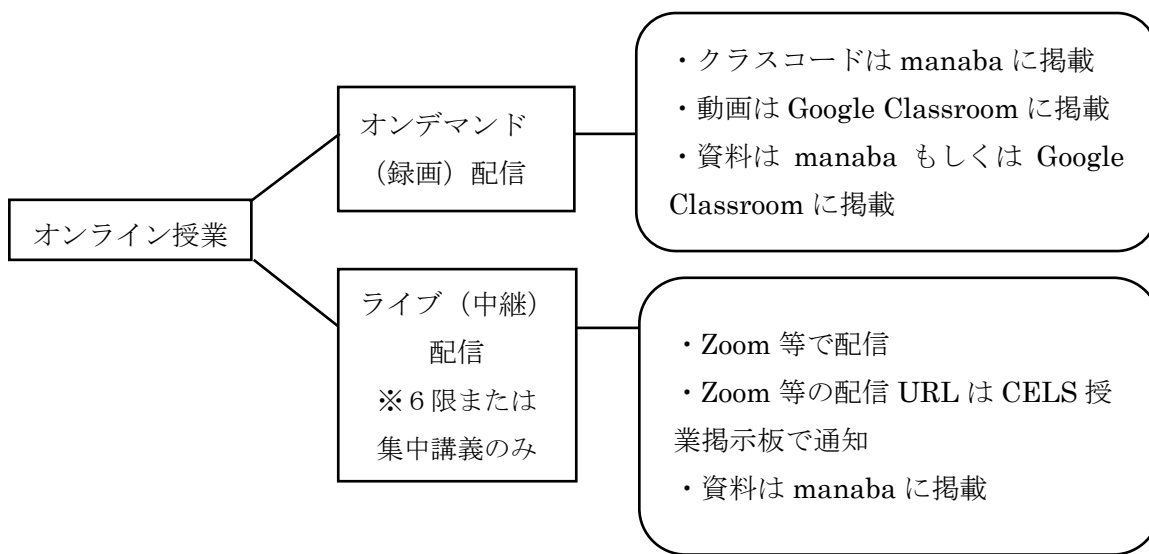 オンライン授業
オンデマンド
（録画）配信
・クラスコードは manaba に掲載
・動画は Google Classroom に掲載
・資料は manaba もしくは Google
Classroom に掲載
ライブ（中継）
配信
※６限または
集中講義のみ
・Zoom 等で配信
・Zoom 等の配信 URL は CELS 授
業掲示板で通知
・資料は manaba に掲載